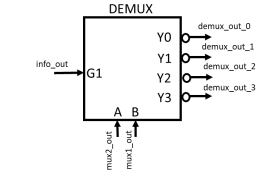 DEMUX
demux_out_0
Y0
demux_out_1
Y1
info_out
G1
demux_out_2
Y2
demux_out_3
Y3
A B
mux2_out
mux1_out